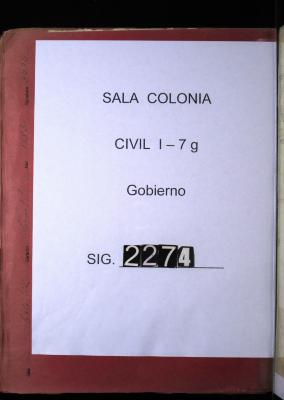 SALA COLONIA
CIVIL I – 7 g
Gobierno
SIG. 2274